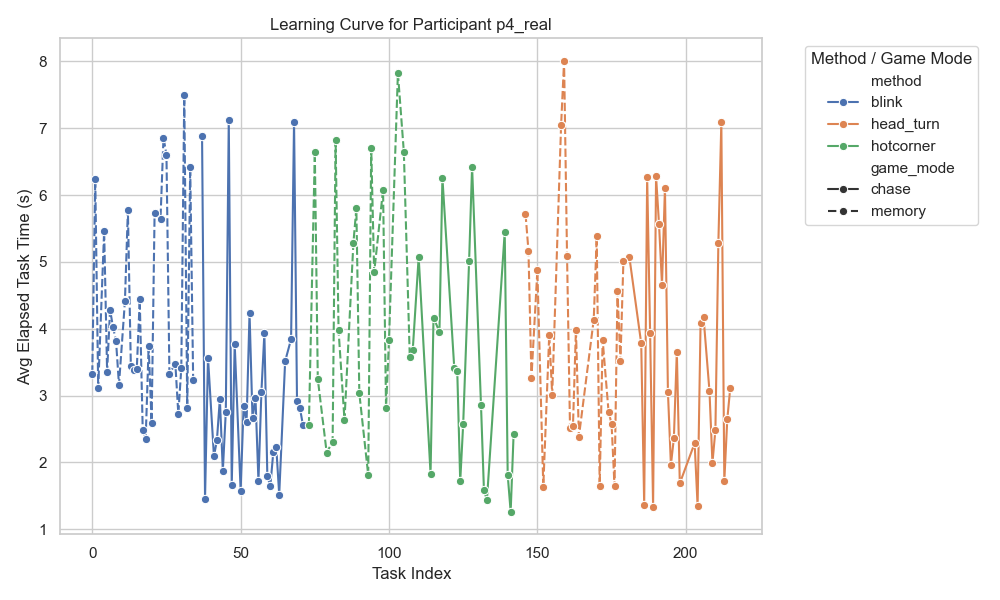 Learning Curve for Participant p4_real
8
7
6
5
4
3
2
1
Avg Elapsed Task Time (s)
0
50
100
150
200
Task Index
Method / Game Mode
method
blink
head_turn
hotcorner
game_mode
chase
memory